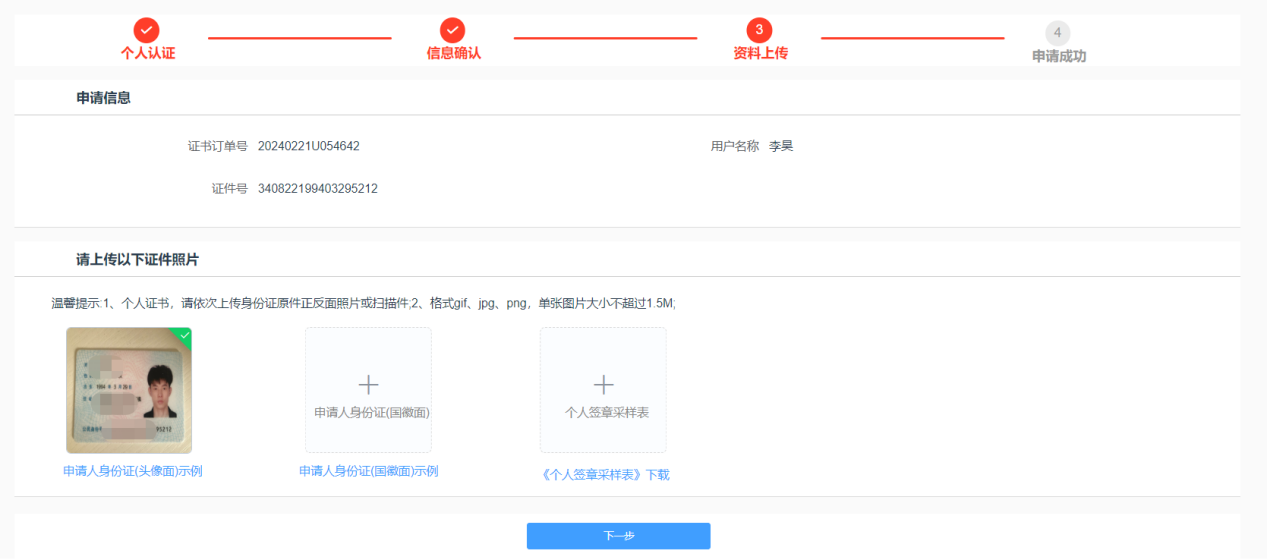 3
4
个人认证
信息确认
资料上传
申请成功
申请信息
证书订单号 20240221U054642
用户名称 李昊
证件号 340822199403295212
请上传以下证件照片
温馨提示:1、个人证书，请依次上传身份证原件正反面照片或扫描件;2、格式gif、jpg、png，单张图片大小不超过1.5M;
申请人身份证(国徽面)
个人签章采样表
申请人身份证(头像面)示例
申请人身份证(国徽面)示例
《个人签章采样表》下载
下一步